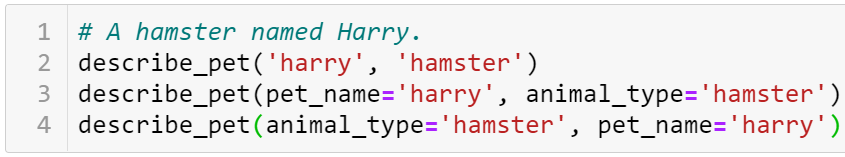 1 # A hamster named Harry.
2 describe_pet('harry', 'hamster')
3 describe_pet(pet_name='harry', animal_type='hamster')
4 describe_pet(animal_type='hamster', pet_name='harry')